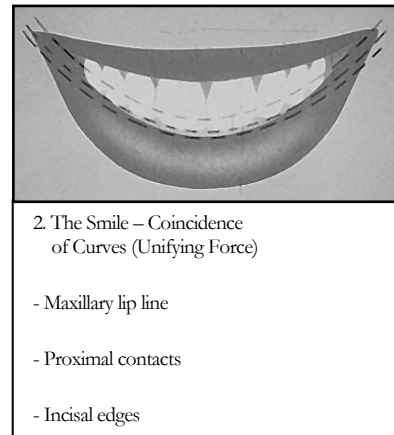 2. The Smile – Coincidence
of Curves (Unifying Force)
- Maxillary lip line
- Proximal contacts
- Incisal edges